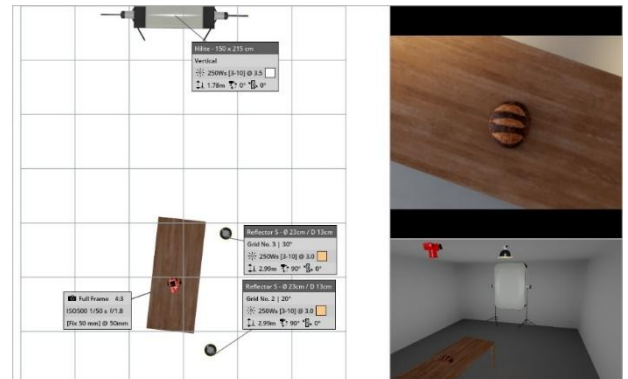 Hilite - 150 x 215 cm
Vertical
250Ws [3-10] @ 3.5
1.78m 0° 0°
Reflector S - Ø 23cm / D 13cm
Grid No. 3 | 30°
250Ws [3-10] @ 3.0
2.99m 90° 0°
Reflector S - Ø 23cm / D 13cm
Grid No. 2 | 20°
250Ws [3-10] @ 3.0
2.99m 90° 0°
Full Frame 4:3
ISO500 1/50 s f/1.8
[Fix 50 mm] @ 50mm